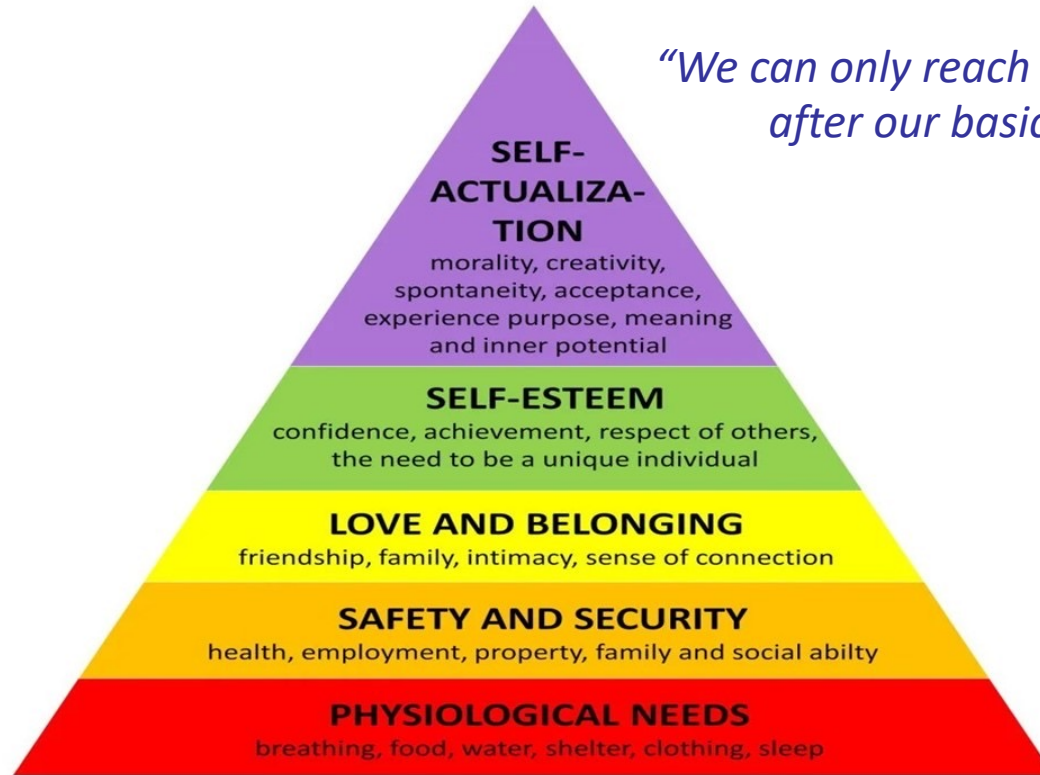 “We can only reach
after our basic
SELF-
ACTUALIZA-
TION
morality, creativity,
spontaneity, acceptance,
experience purpose, meaning
and inner potential
SELF-ESTEEM
confidence, achievement, respect of others,
the need to be a unique individual
LOVE AND BELONGING
friendship, family, intimacy, sense of connection
SAFETY AND SECURITY
health, employment, property, family and social abilty
PHYSIOLOGICAL NEEDS
breathing, food, water, shelter, clothing, sleep